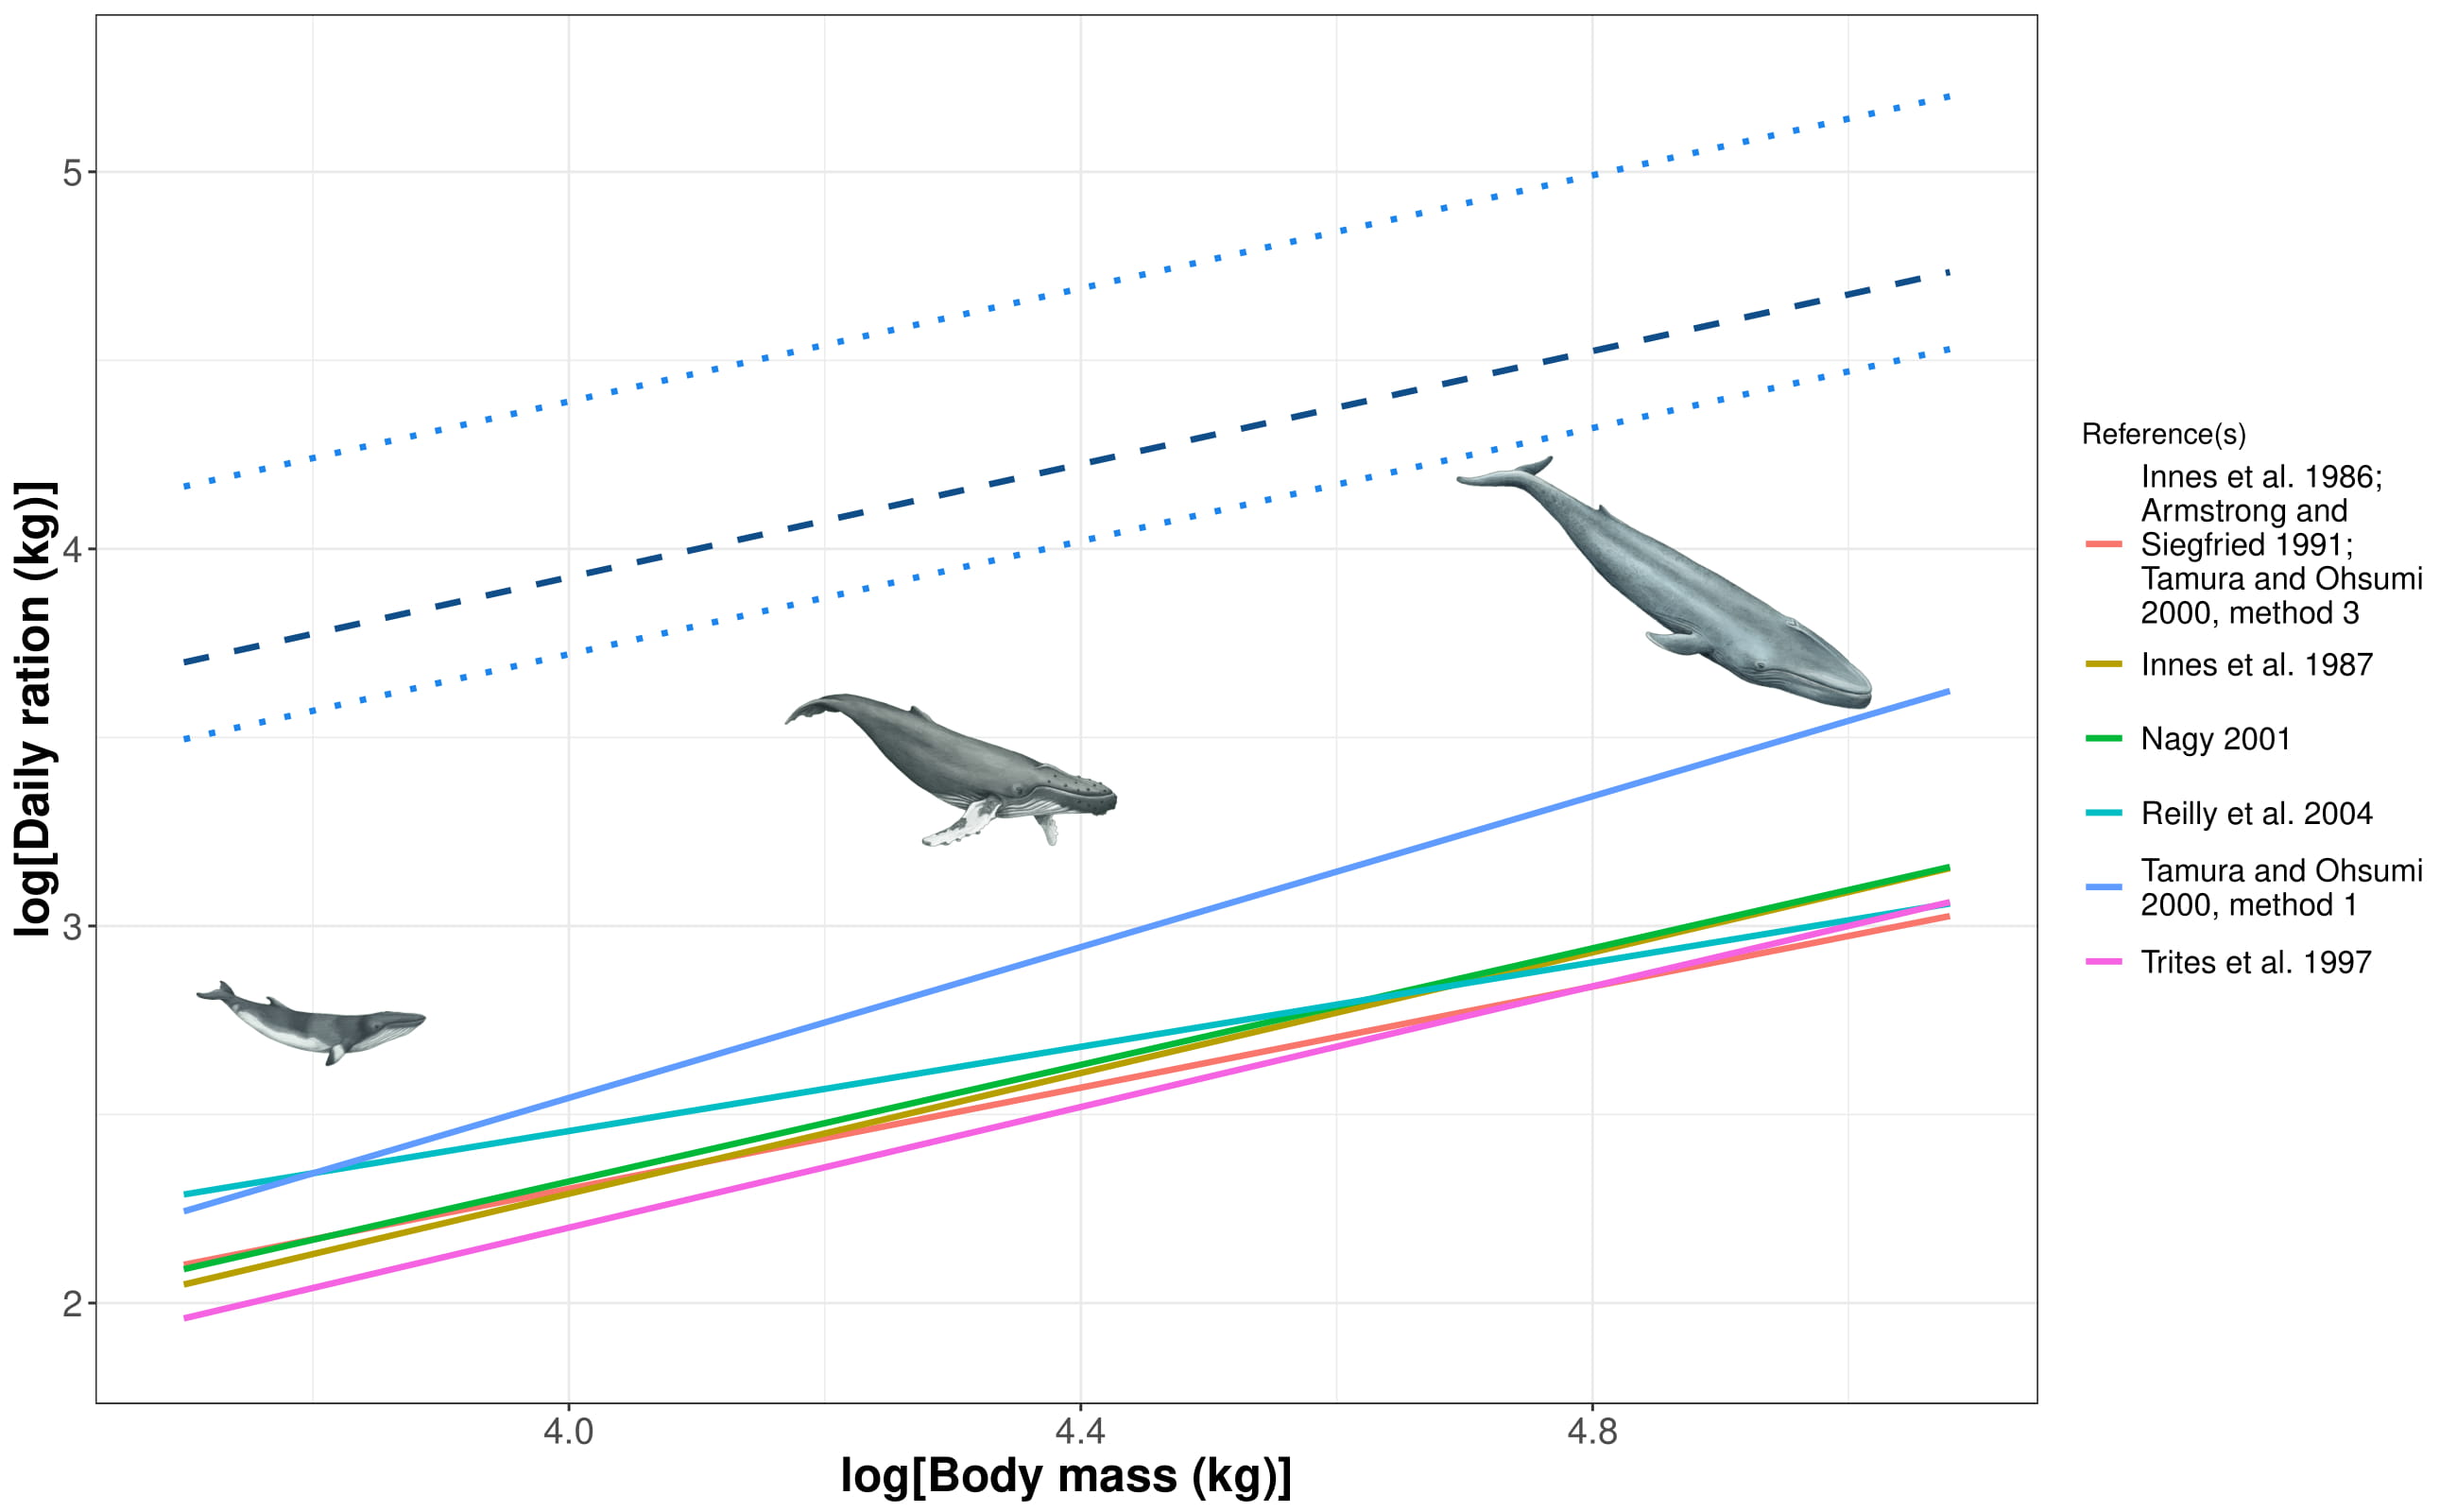 log[Daily ration (kg)]
5
4
3
2
4.0
4.4
4.8
log[Body mass (kg)]
Reference(s)
Innes et al. 1986;
Armstrong and
Siegfried 1991;
Tamura and Ohsumi
2000, method 3
Innes et al. 1987
Nagy 2001
Reilly et al. 2004
Tamura and Ohsumi
2000, method 1
Trites et al. 1997